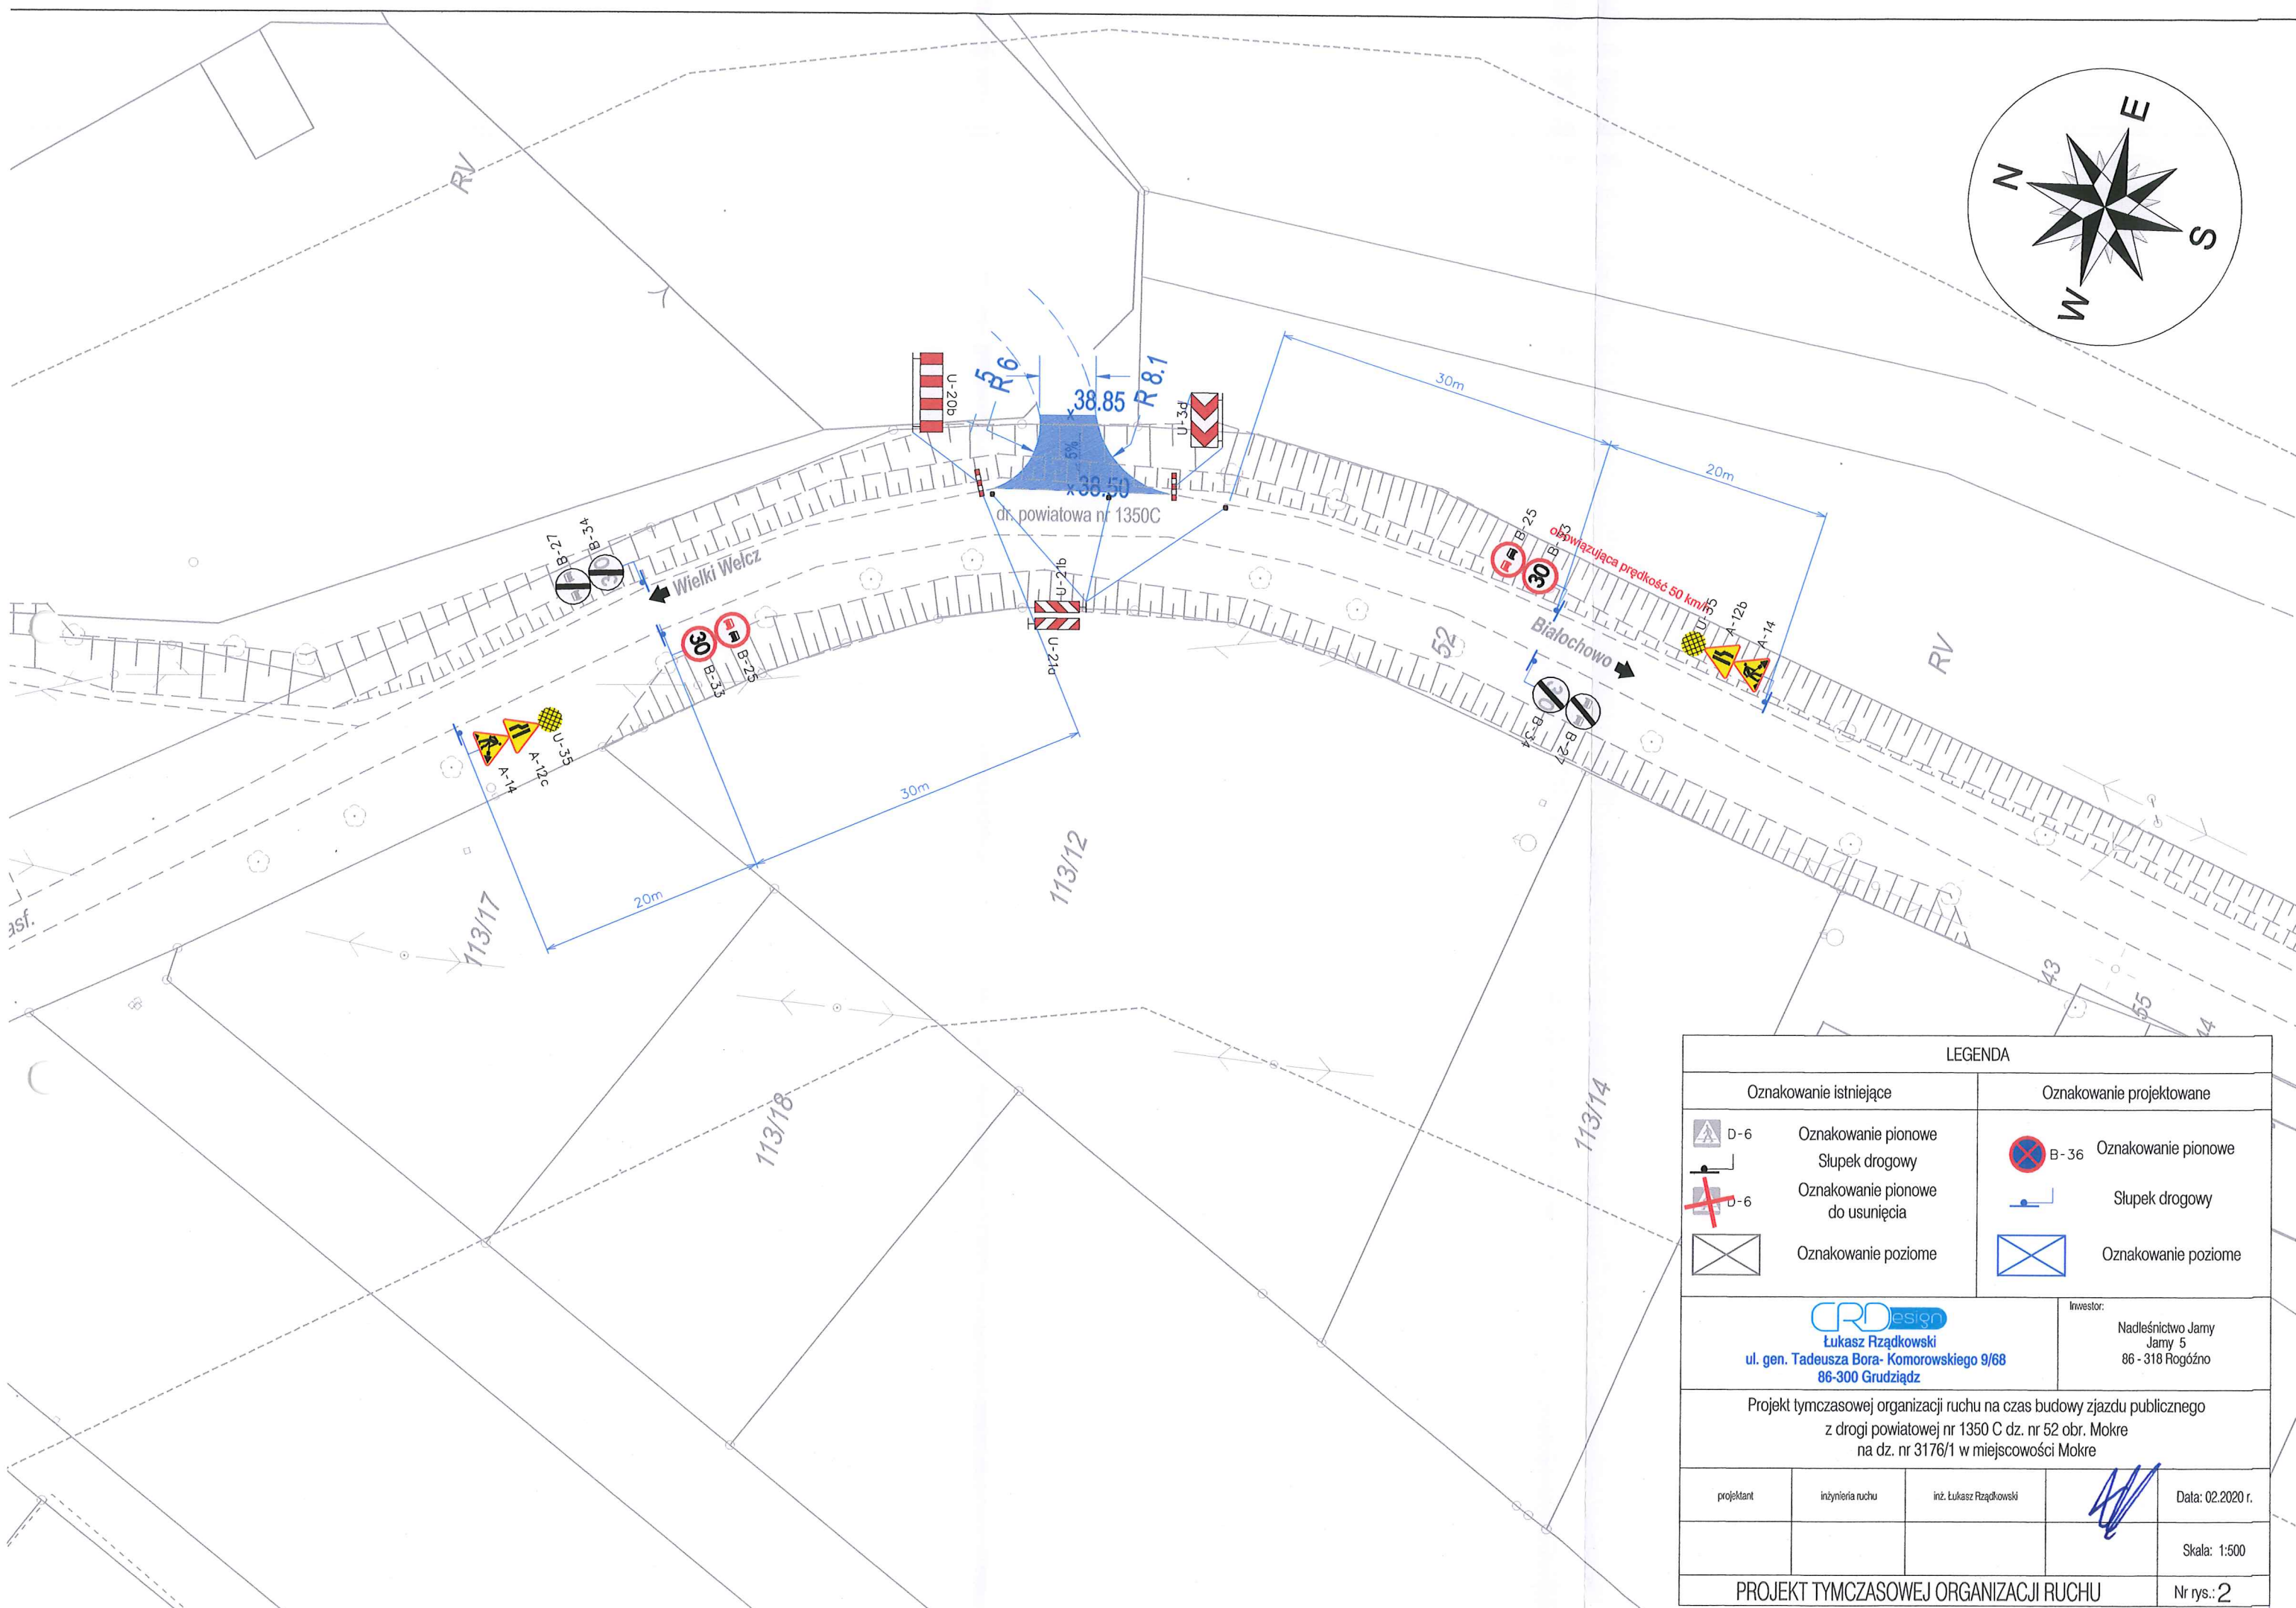 RV
N
E
S
W
U-20b
5
R 6
38.85
R 8.1
U-3d
5%
38.50
dr. powiatowa nr 1350C
30m
20m
B-27
B-34
30
Wielki Wełcz
U-21b
U-21a
30
B-33
B-25
B-25
B-33
30
obowiązująca prędkość 50 km/h
U-35
A-12b
A-14
Białochowo
52
RV
30
B-34
B-27
A-14
A-12c
U-35
30m
20m
asf.
113/17
113/12
113/18
113/14
43
55
44
LEGENDA
Oznakowanie istniejące
Oznakowanie projektowane
D-6 Oznakowanie pionowe
Słupek drogowy
D-6 Oznakowanie pionowe
do usunięcia
Oznakowanie poziome
B-36 Oznakowanie pionowe
Słupek drogowy
Oznakowanie poziome
CRDesign
Łukasz Rządkowski
ul. gen. Tadeusza Bora- Komorowskiego 9/68
86-300 Grudziądz
Inwestor:
Nadleśnictwo Jamy
Jamy 5
86 - 318 Rogóźno
Projekt tymczasowej organizacji ruchu na czas budowy zjazdu publicznego
z drogi powiatowej nr 1350 C dz. nr 52 obr. Mokre
na dz. nr 3176/1 w miejscowości Mokre
projektant
inżynieria ruchu
inż. Łukasz Rządkowski
Data: 02.2020 r.
Skala: 1:500
PROJEKT TYMCZASOWEJ ORGANIZACJI RUCHU
Nr rys.: 2